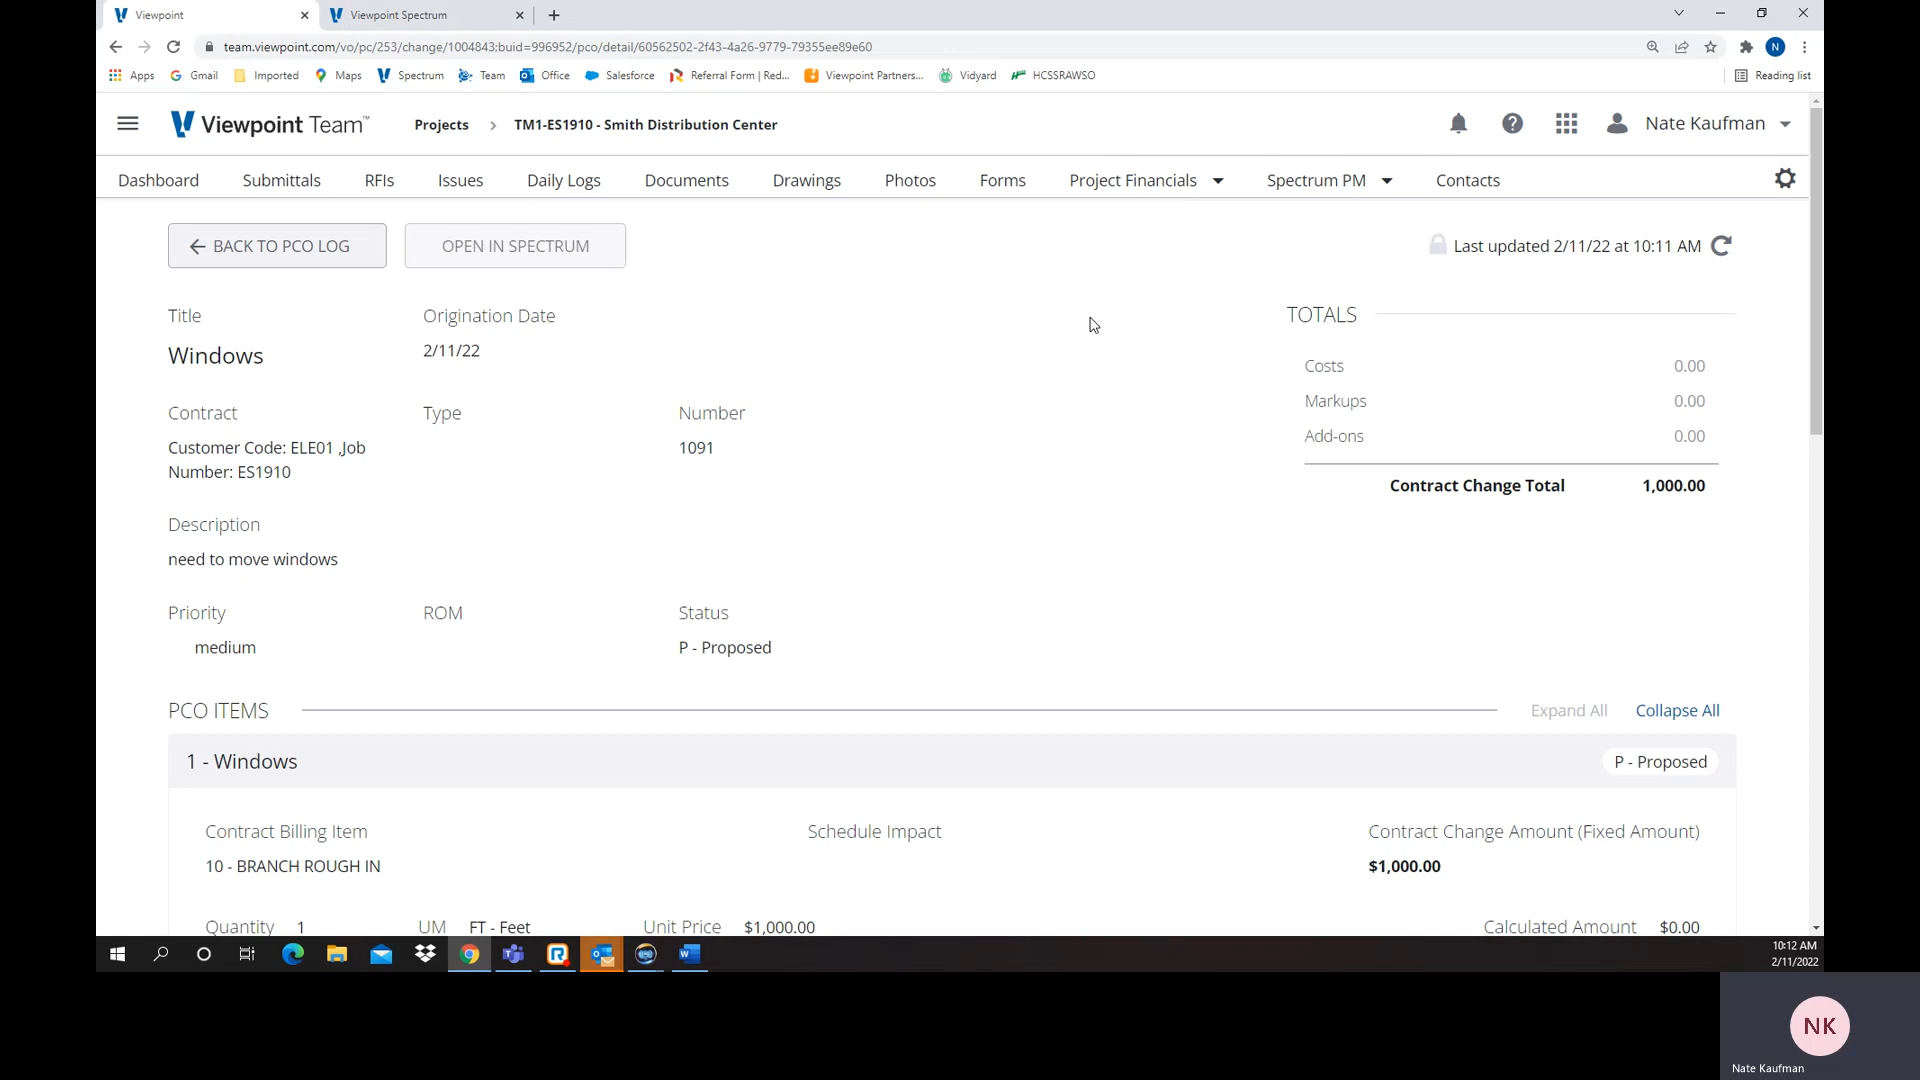 Viewpoint
Viewpoint Spectrum
team.viewpoint.com/vo/pc/253/change/1004843;buid=996952/pco/detail/60562502-2f43-4a26-9779-79355ee89e60
N
Apps
Gmail
Imported
Maps
Spectrum
Team
Office
Salesforce
Referral Form | Red...
Viewpoint Partners...
Vidyard
HCSSRAWSO
Reading list
Viewpoint Team™
Projects
TM1-ES1910 - Smith Distribution Center
Nate Kaufman
Dashboard
Submittals
RFIs
Issues
Daily Logs
Documents
Drawings
Photos
Forms
Project Financials
Spectrum PM
Contacts
BACK TO PCO LOG
OPEN IN SPECTRUM
Last updated 2/11/22 at 10:11 AM
Title
Windows
Origination Date
2/11/22
Contract
Customer Code: ELE01 ,Job
Number: ES1910
Type
Number
1091
Description
need to move windows
Priority
medium
ROM
Status
P - Proposed
TOTALS
Costs 0.00
Markups 0.00
Add-ons 0.00
Contract Change Total 1,000.00
PCO ITEMS
Expand All
Collapse All
1 - Windows
P - Proposed
Contract Billing Item
10 - BRANCH ROUGH IN
Schedule Impact
Contract Change Amount (Fixed Amount)
$1,000.00
Quantity 1
UM FT - Feet
Unit Price $1,000.00
Calculated Amount $0.00
10:12 AM
2/11/2022
NK
Nate Kaufman